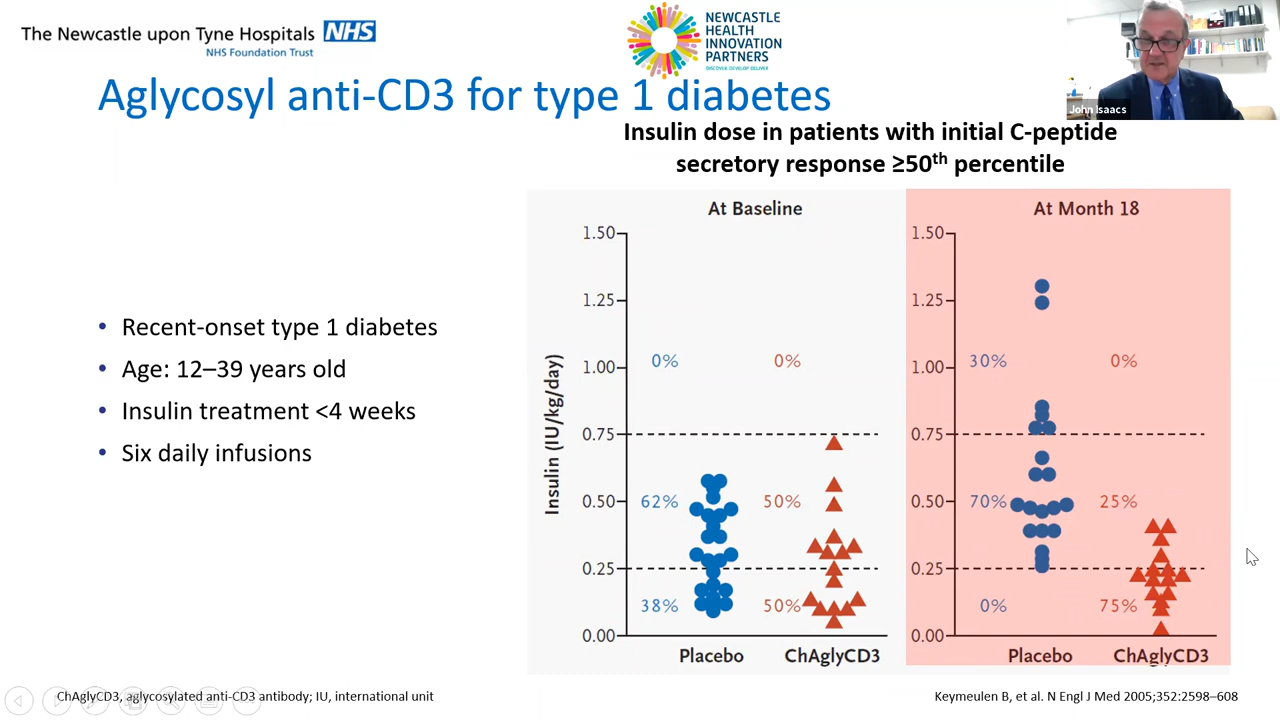 The Newcastle upon Tyne Hospitals NHS
NHS Foundation Trust
NEWCASTLE
HEALTH
INNOVATION
PARTNERS
DISCOVER. DEVELOP. DELIVER.
John Isaacs
Aglycosyl anti-CD3 for type 1 diabetes
Insulin dose in patients with initial C-peptide
secretory response ≥50th percentile
• Recent-onset type 1 diabetes
• Age: 12–39 years old
• Insulin treatment <4 weeks
• Six daily infusions
Insulin (IU/kg/day)
At Baseline
1.50
1.25
1.00
0% 0%
0.75
0.50
62% 50%
0.25
38% 50%
0.00
Placebo ChAglyCD3
At Month 18
1.50
1.25
1.00
30% 0%
0.75
0.50
70% 25%
0.25
0% 75%
0.00
Placebo ChAglyCD3
ChAglyCD3, aglycosylated anti-CD3 antibody; IU, international unit
Keymeulen B, et al. N Engl J Med 2005;352:2598–608